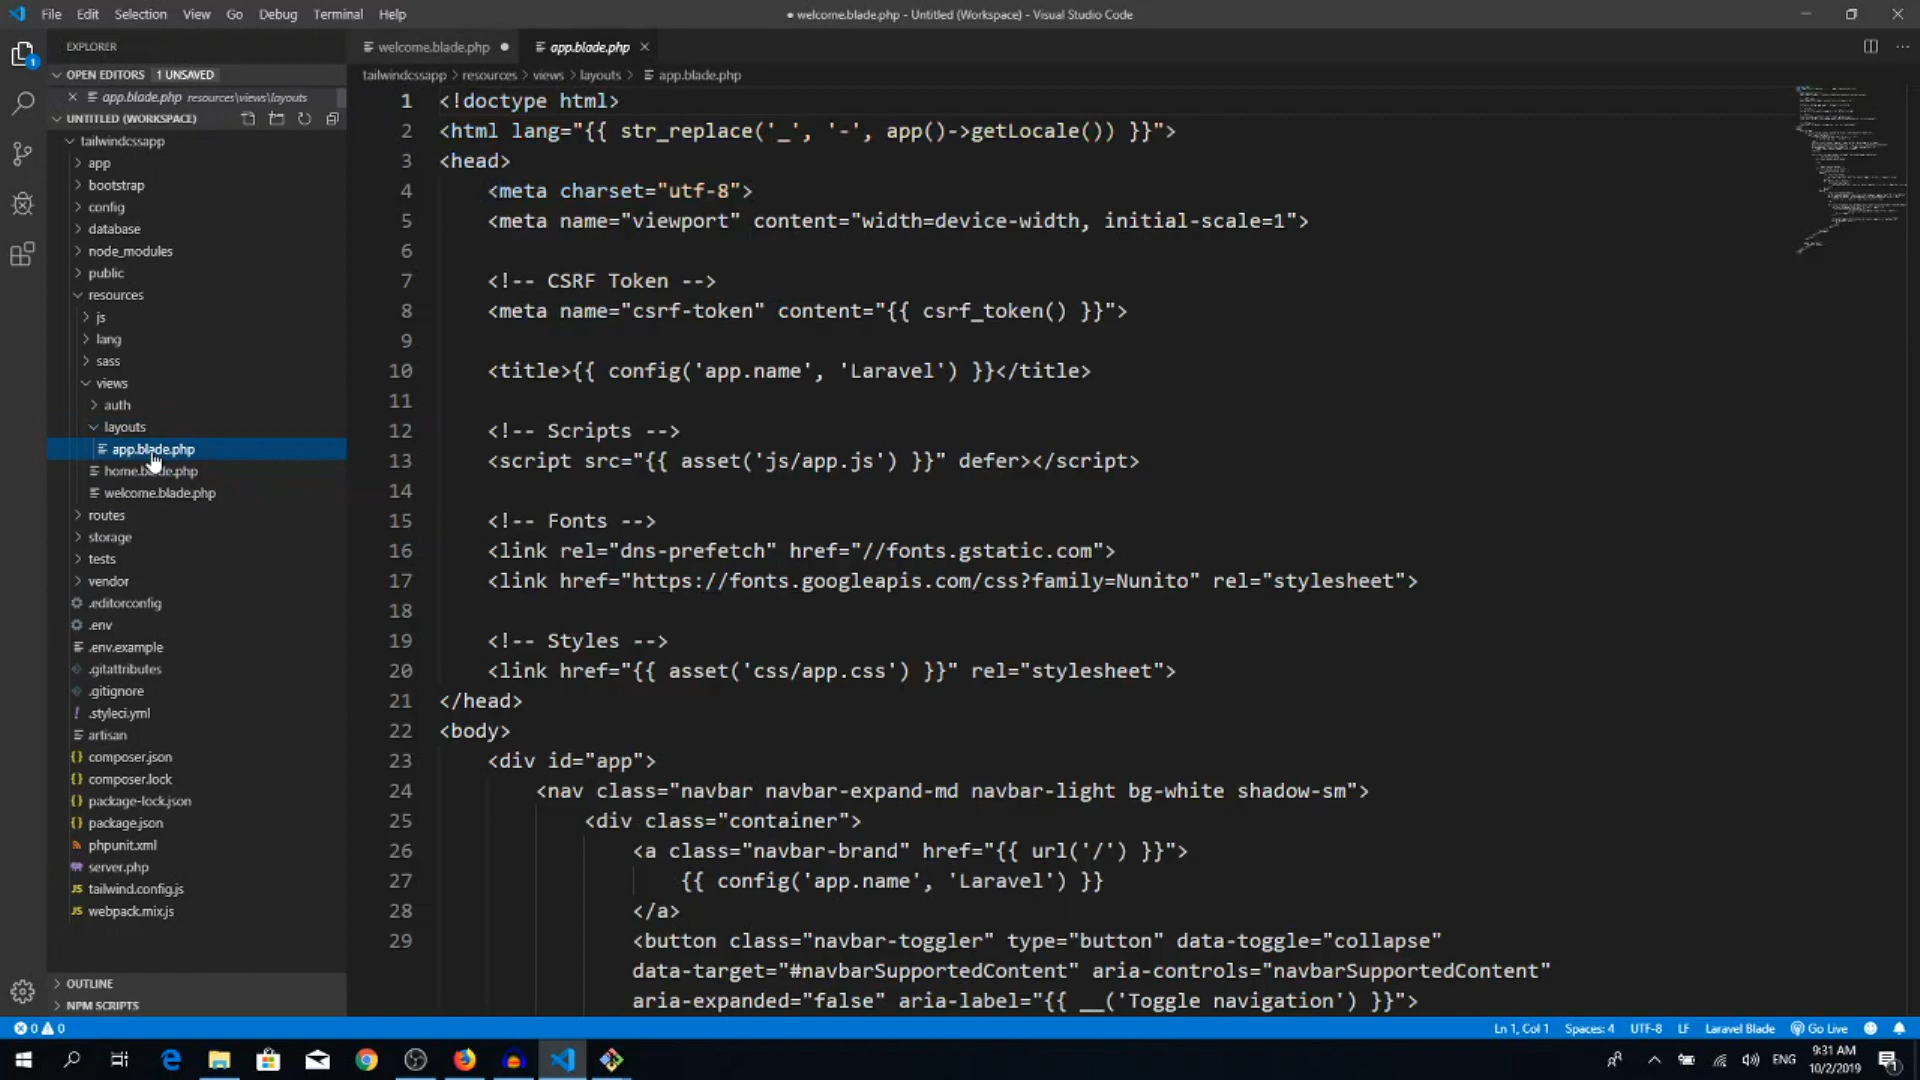 File Edit Selection View Go Debug Terminal Help
● welcome.blade.php - Untitled (Workspace) - Visual Studio Code
EXPLORER
1
OPEN EDITORS 1 UNSAVED
app.blade.php resources\views\layouts
UNTITLED (WORKSPACE)
tailwindcssapp
app
bootstrap
config
database
node_modules
public
resources
js
lang
sass
views
auth
layouts
app.blade.php
home.blade.php
welcome.blade.php
routes
storage
tests
vendor
.editorconfig
.env
.env.example
.gitattributes
.gitignore
.styleci.yml
artisan
composer.json
composer.lock
package-lock.json
package.json
phpunit.xml
server.php
JS tailwind.config.js
JS webpack.mix.js
OUTLINE
NPM SCRIPTS
welcome.blade.php ● app.blade.php
tailwindcssapp > resources > views > layouts > app.blade.php
1 <!doctype html>
2 <html lang="{{ str_replace('_', '-', app()->getLocale()) }}">
3 <head>
4 <meta charset="utf-8">
5 <meta name="viewport" content="width=device-width, initial-scale=1">
6
7 <!-- CSRF Token -->
8 <meta name="csrf-token" content="{{ csrf_token() }}">
9
10 <title>{{ config('app.name', 'Laravel') }}</title>
11
12 <!-- Scripts -->
13 <script src="{{ asset('js/app.js') }}" defer></script>
14
15 <!-- Fonts -->
16 <link rel="dns-prefetch" href="//fonts.gstatic.com">
17 <link href="https://fonts.googleapis.com/css?family=Nunito" rel="stylesheet">
18
19 <!-- Styles -->
20 <link href="{{ asset('css/app.css') }}" rel="stylesheet">
21 </head>
22 <body>
23 <div id="app">
24 <nav class="navbar navbar-expand-md navbar-light bg-white shadow-sm">
25 <div class="container">
26 <a class="navbar-brand" href="{{ url('/') }}">
27 {{ config('app.name', 'Laravel') }}
28 </a>
29 <button class="navbar-toggler" type="button" data-toggle="collapse"
data-target="#navbarSupportedContent" aria-controls="navbarSupportedContent"
aria-expanded="false" aria-label="{{ __('Toggle navigation') }}">
0 0
Ln 1, Col 1 Spaces: 4 UTF-8 LF Laravel Blade Go Live
ENG
9:31 AM
10/2/2019
1